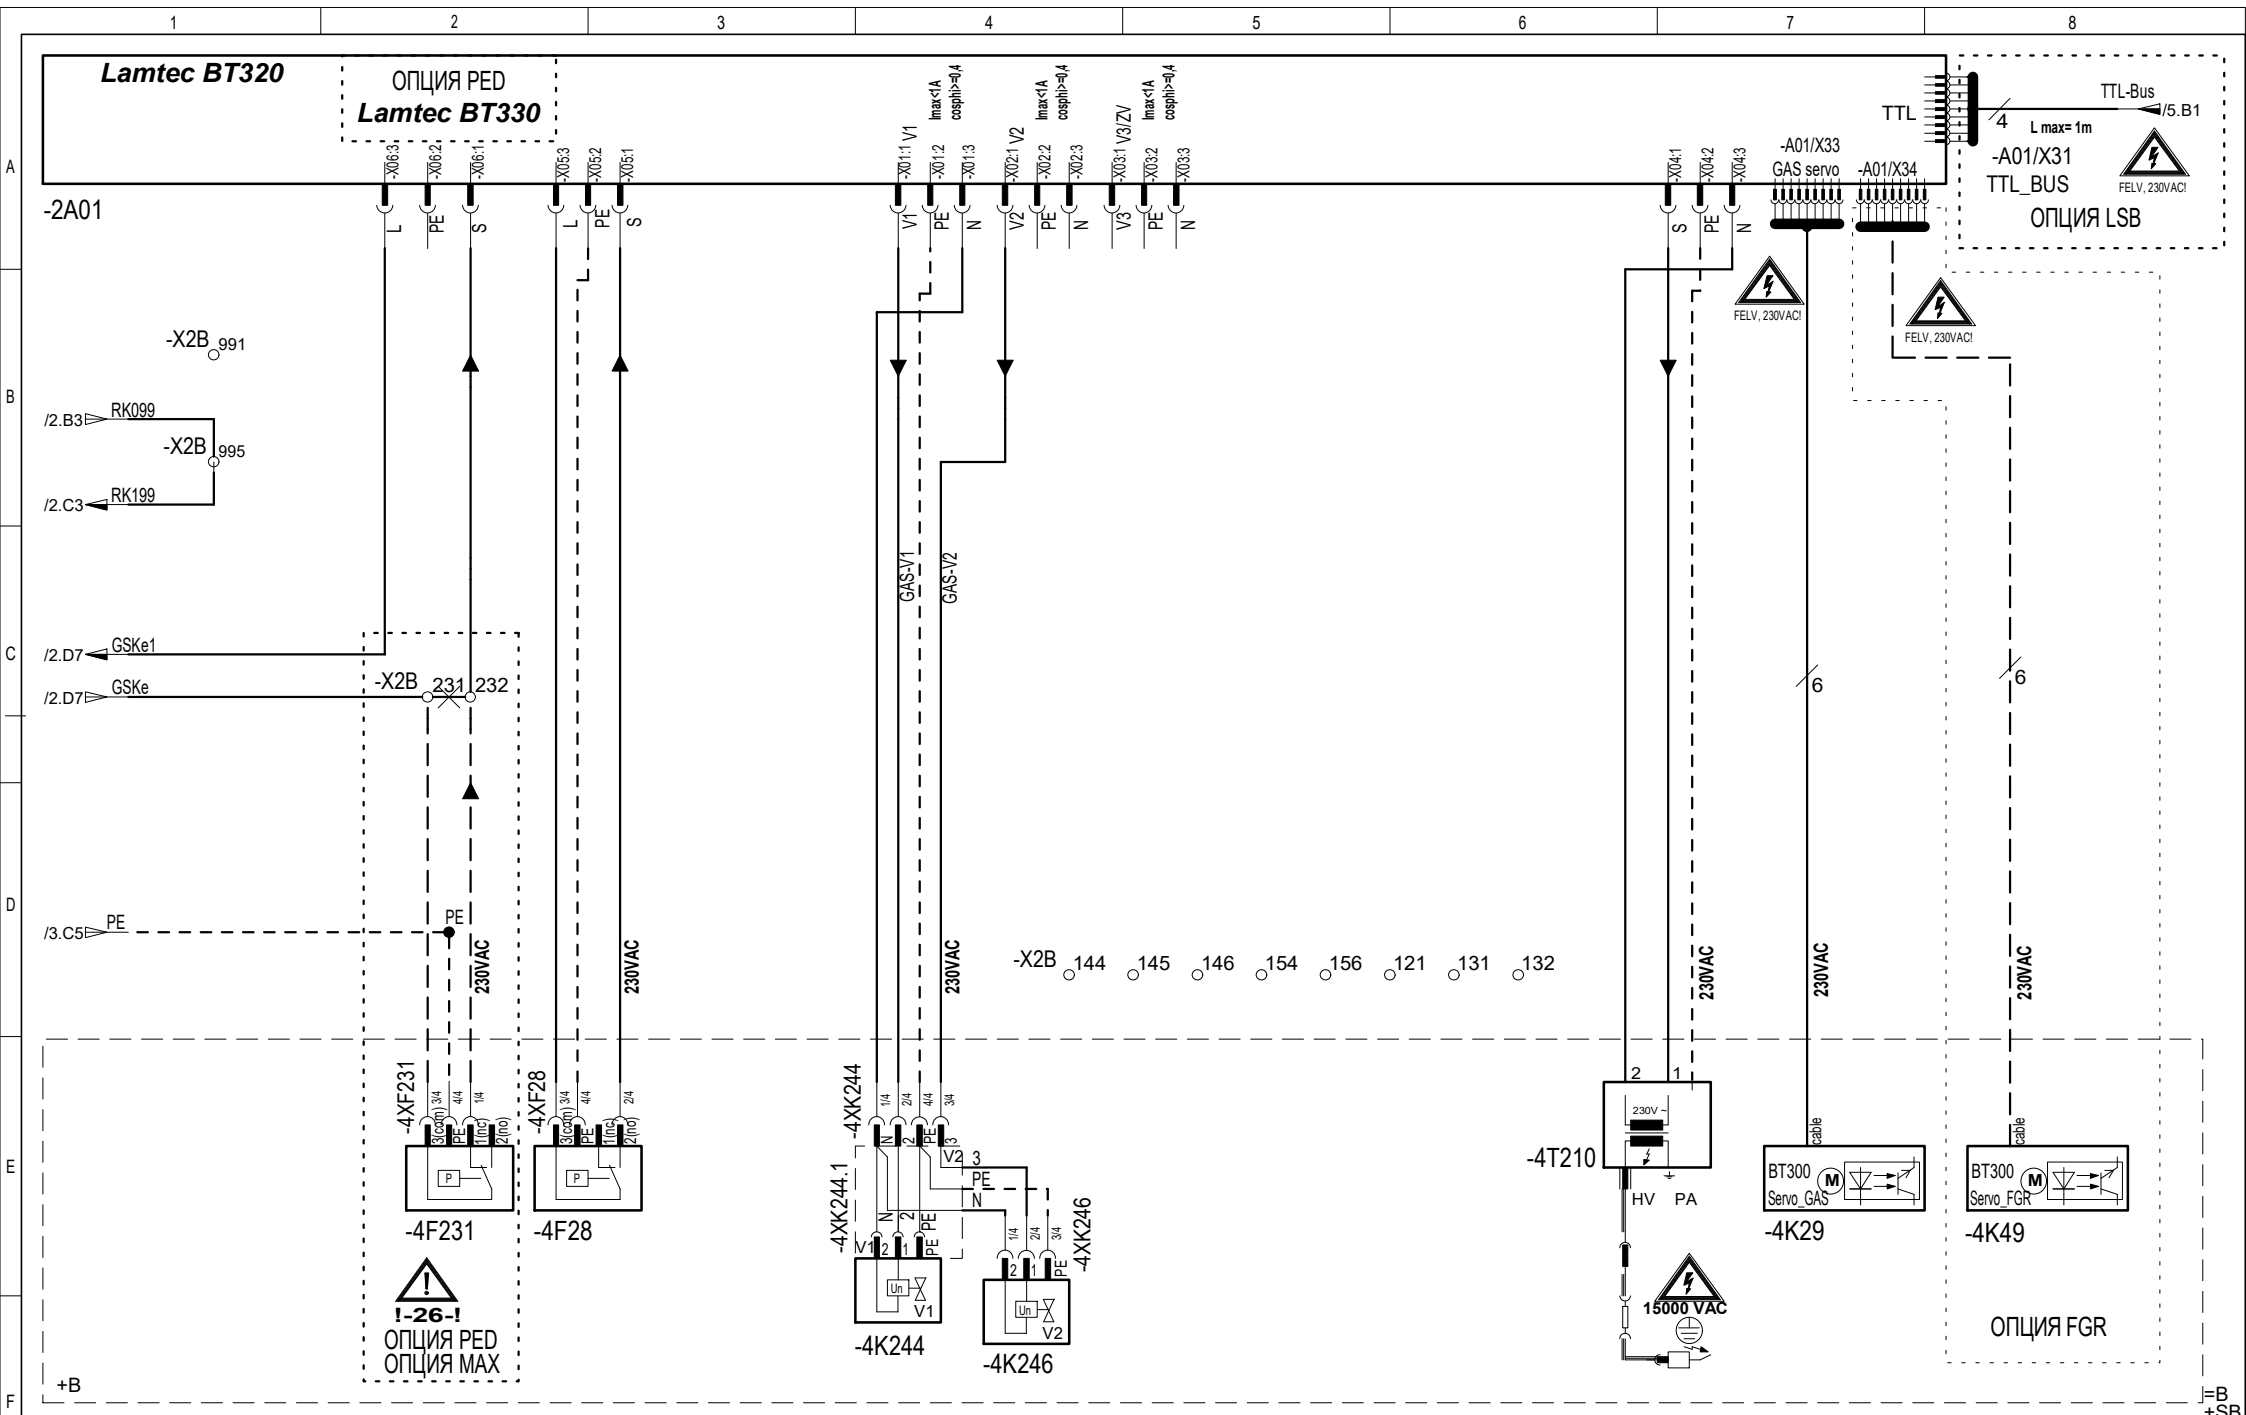 1 2 3 4 5 6 7 8
A
B
C
D
E
F
Lamtec BT320
ОПЦИЯ PED
Lamtec BT330
-2A01
-X06:3
-X06:2
-X06:1
L
PE
S
-X05:3
-X05:2
-X05:1
L
PE
S
Imax<1A
cosphi>=0,4
-X01:1 V1
-X01:2
-X01:3
V1
PE
N
Imax<1A
cosphi>=0,4
-X02:1 V2
-X02:2
-X02:3
V2
PE
N
Imax<1A
cosphi>=0,4
-X03:1 V3/ZV
-X03:2
-X03:3
V3
PE
N
-X04:1
-X04:2
-X04:3
S
PE
N
-A01/X33
GAS servo
-A01/X34
TTL
4
TTL-Bus
/5.B1
L max= 1m
-A01/X31
TTL_BUS
FELV, 230VAC!
ОПЦИЯ LSB
FELV, 230VAC!
FELV, 230VAC!
-X2B 991
/2.B3 RK099
-X2B 995
/2.C3 RK199
GAS-V1
GAS-V2
/2.D7 GSKe1
/2.D7 GSKe
-X2B 231 232
6
6
/3.C5 PE
PE
230VAC
230VAC
230VAC
-X2B 144 145 146 154 156 121 131 132
230VAC
230VAC
230VAC
-4XF231
3/4
4/4
1/4
3(com)
PE
1(nc)
2(no)
P
-4F231
-4XF28
3/4
4/4
2/4
3(com)
PE
1(nc)
2(no)
P
-4F28
-4XK244
1/4
2/4
4/4
3/4
N
2
PE
3
V2
3
PE
N
-4XK244.1
N
2
PE
V1
2
1
PE
Un
V1
-4K244
-4XK246
1/4
2/4
3/4
2
1
PE
Un
V2
-4K246
2 1
230V ~
-4T210
HV PA
15000 VAC
cable
BT300
Servo_GAS
M
-4K29
cable
BT300
Servo_FGR
M
-4K49
!
!-26-!
ОПЦИЯ PED
ОПЦИЯ MAX
ОПЦИЯ FGR
+B
=B
+SB